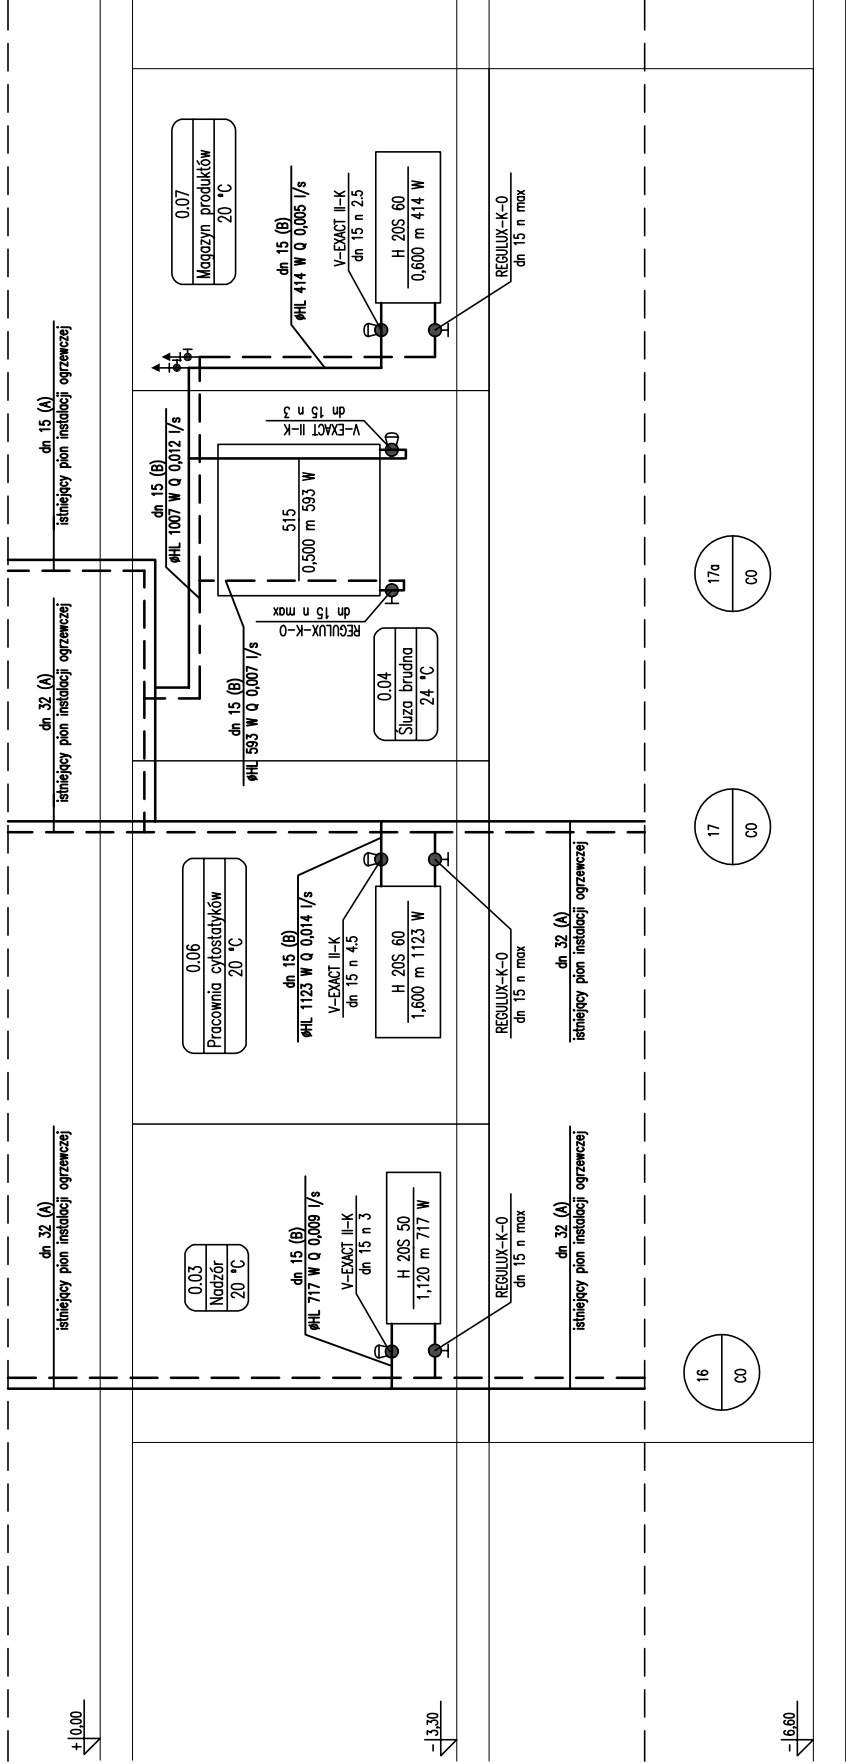 + 0,00
- 3,30
- 6,60
dn 32 (A)
istniejący pion instalacji ogrzewczej
0.03
Nadzór
20 °C
dn 15 (B)
øHL 717 W Q 0,009 l/s
V-EXACT II-K
dn 15 n 3
H 20S 50
1,120 m 717 W
REGULUX-K-O
dn 15 n max
dn 32 (A)
istniejący pion instalacji ogrzewczej
16
CO
0.06
Pracownia cytostatyków
20 °C
dn 15 (B)
øHL 1123 W Q 0,014 l/s
V-EXACT II-K
dn 15 n 4.5
H 20S 60
1,600 m 1123 W
REGULUX-K-O
dn 15 n max
dn 32 (A)
istniejący pion instalacji ogrzewczej
17
CO
dn 32 (A)
istniejący pion instalacji ogrzewczej
dn 15 (B)
øHL 593 W Q 0,007 l/s
0.04
Śluza brudna
24 °C
REGULUX-K-O
dn 15 n max
515
0,500 m 593 W
V-EXACT II-K
dn 15 n 3
dn 15 (B)
øHL 1007 W Q 0,012 l/s
17a
CO
dn 15 (A)
istniejący pion instalacji ogrzewczej
0.07
Magazyn produktów
20 °C
dn 15 (B)
øHL 414 W Q 0,005 l/s
V-EXACT II-K
dn 15 n 2.5
H 20S 60
0,600 m 414 W
REGULUX-K-O
dn 15 n max